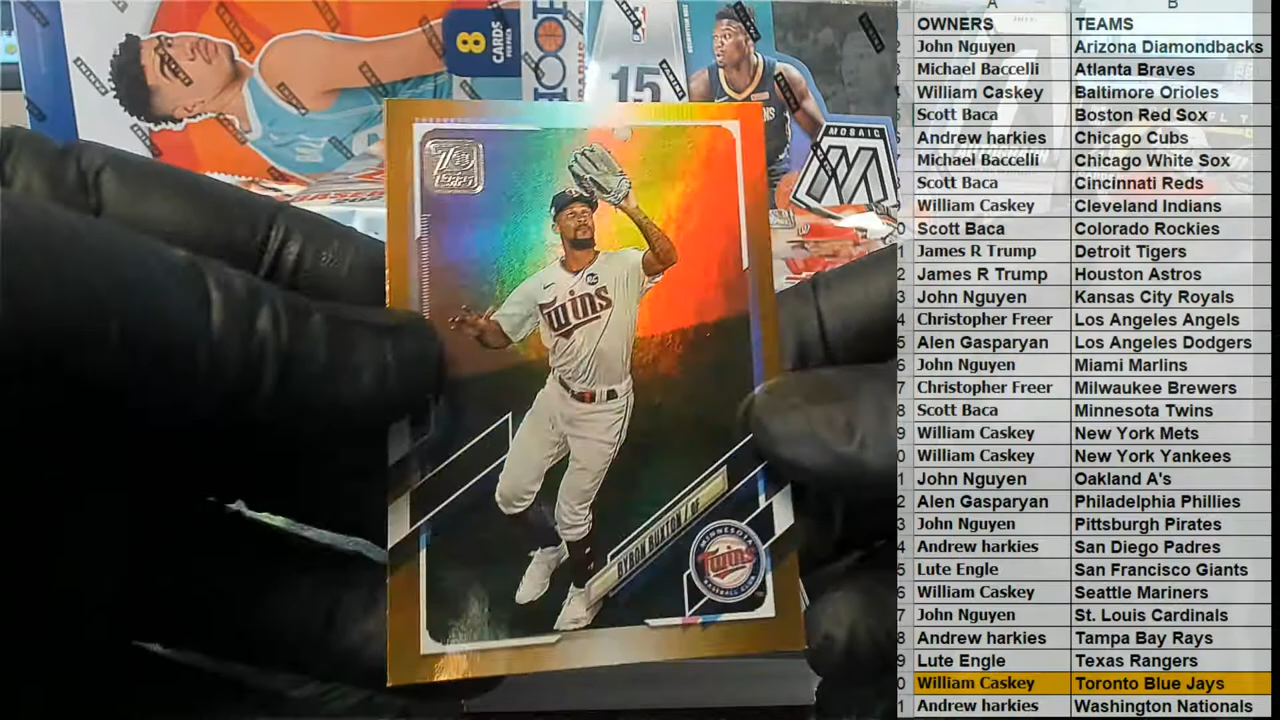 8
CARDS
PER PACK
15
MOSAIC
70
YEARS
Twins
BYRON BUXTON / OF
MINNESOTA
Twins
BASEBALL CLUB
A B
OWNERS TEAMS
John Nguyen Arizona Diamondbacks
Michael Baccelli Atlanta Braves
William Caskey Baltimore Orioles
Scott Baca Boston Red Sox
Andrew harkies Chicago Cubs
Michael Baccelli Chicago White Sox
Scott Baca Cincinnati Reds
William Caskey Cleveland Indians
Scott Baca Colorado Rockies
James R Trump Detroit Tigers
James R Trump Houston Astros
John Nguyen Kansas City Royals
Christopher Freer Los Angeles Angels
Alen Gasparyan Los Angeles Dodgers
John Nguyen Miami Marlins
Christopher Freer Milwaukee Brewers
Scott Baca Minnesota Twins
William Caskey New York Mets
William Caskey New York Yankees
John Nguyen Oakland A's
Alen Gasparyan Philadelphia Phillies
John Nguyen Pittsburgh Pirates
Andrew harkies San Diego Padres
Lute Engle San Francisco Giants
William Caskey Seattle Mariners
John Nguyen St. Louis Cardinals
Andrew harkies Tampa Bay Rays
Lute Engle Texas Rangers
William Caskey Toronto Blue Jays
Andrew harkies Washington Nationals